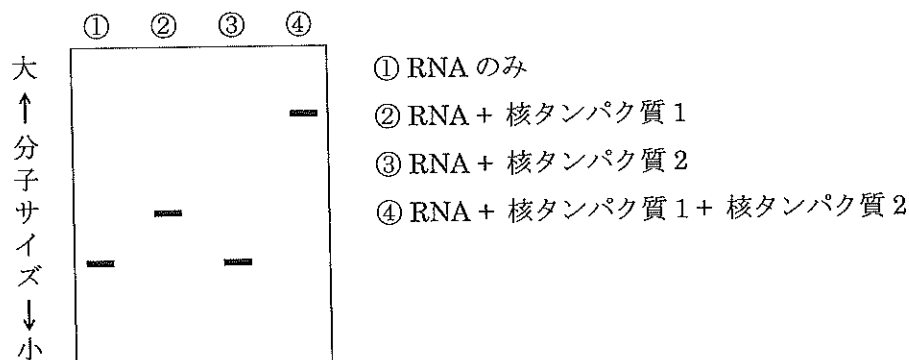 ① ② ③ ④
大↑分子サイズ↓小
① RNA のみ
② RNA + 核タンパク質 1
③ RNA + 核タンパク質 2
④ RNA + 核タンパク質 1 + 核タンパク質 2